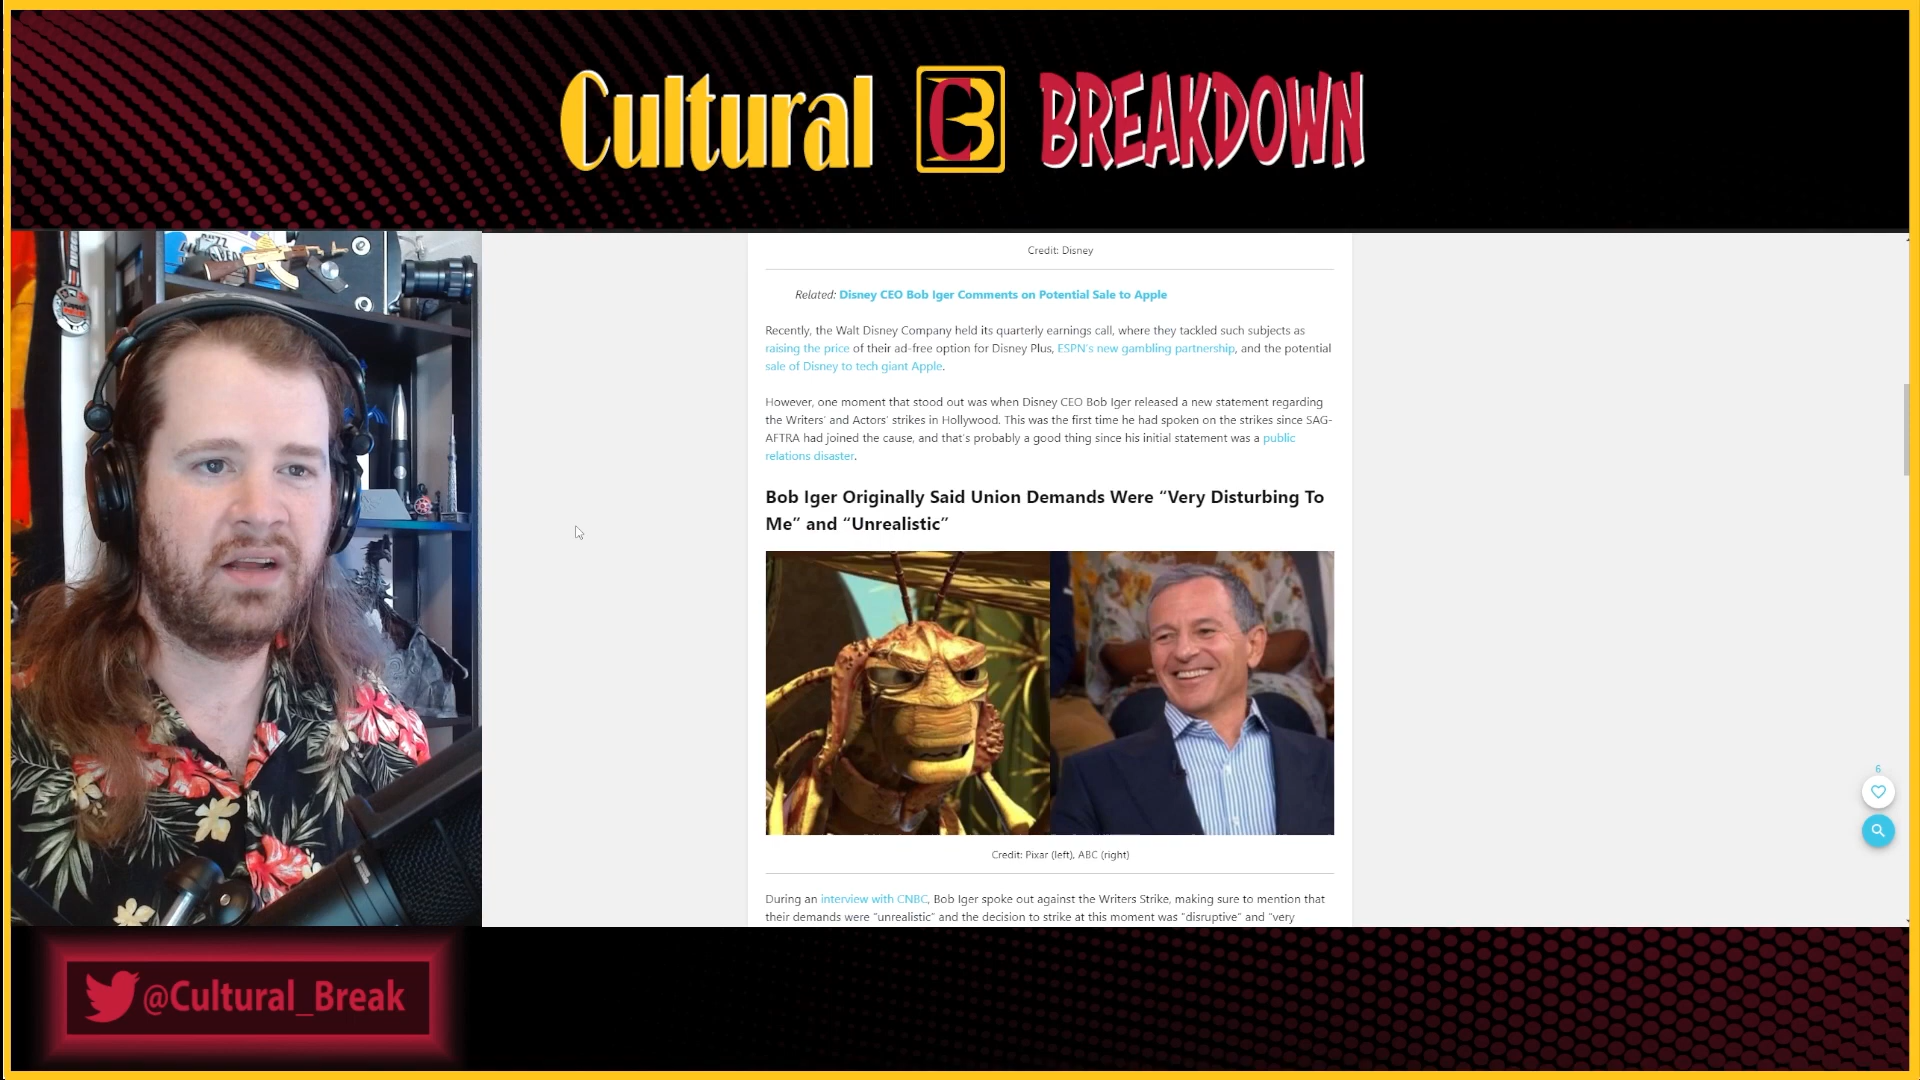 Cultural CB BREAKDOWN
Credit: Disney
Related: Disney CEO Bob Iger Comments on Potential Sale to Apple
Recently, the Walt Disney Company held its quarterly earnings call, where they tackled such subjects as
raising the price of their ad-free option for Disney Plus, ESPN's new gambling partnership, and the potential
sale of Disney to tech giant Apple.
However, one moment that stood out was when Disney CEO Bob Iger released a new statement regarding
the Writers' and Actors' strikes in Hollywood. This was the first time he had spoken on the strikes since SAG-
AFTRA had joined the cause, and that's probably a good thing since his initial statement was a public
relations disaster.
Bob Iger Originally Said Union Demands Were “Very Disturbing To
Me” and “Unrealistic”
Credit: Pixar (left), ABC (right)
6
During an interview with CNBC, Bob Iger spoke out against the Writers Strike, making sure to mention that
their demands were “unrealistic” and the decision to strike at this moment was “disruptive” and “very
@Cultural_Break